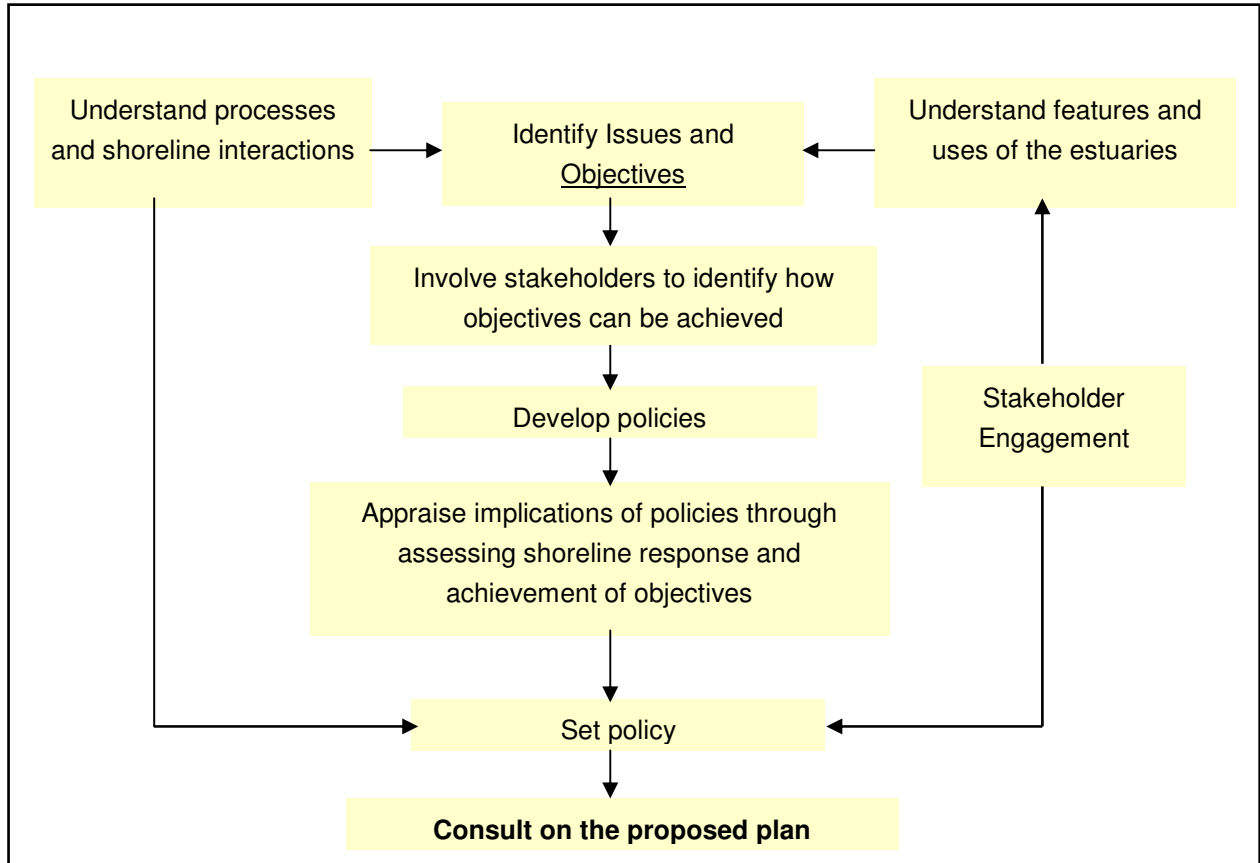 Understand processes
and shoreline interactions
Identify Issues and
Objectives
Understand features and
uses of the estuaries
Involve stakeholders to identify how
objectives can be achieved
Develop policies
Stakeholder
Engagement
Appraise implications of policies through
assessing shoreline response and
achievement of objectives
Set policy
Consult on the proposed plan